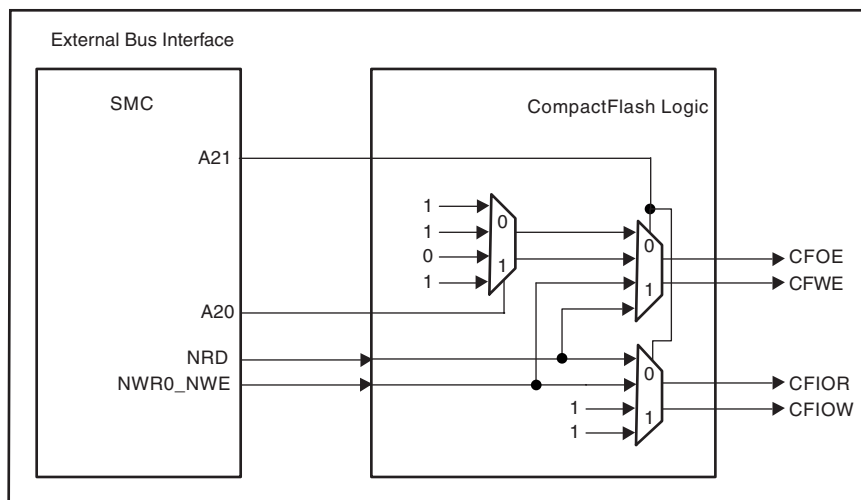 External Bus Interface
SMC
CompactFlash Logic
A21
1
1
0
1
0
1
0
1
CFOE
CFWE
A20
NRD
NWR0_NWE
0
1
1
1
CFIOR
CFIOW